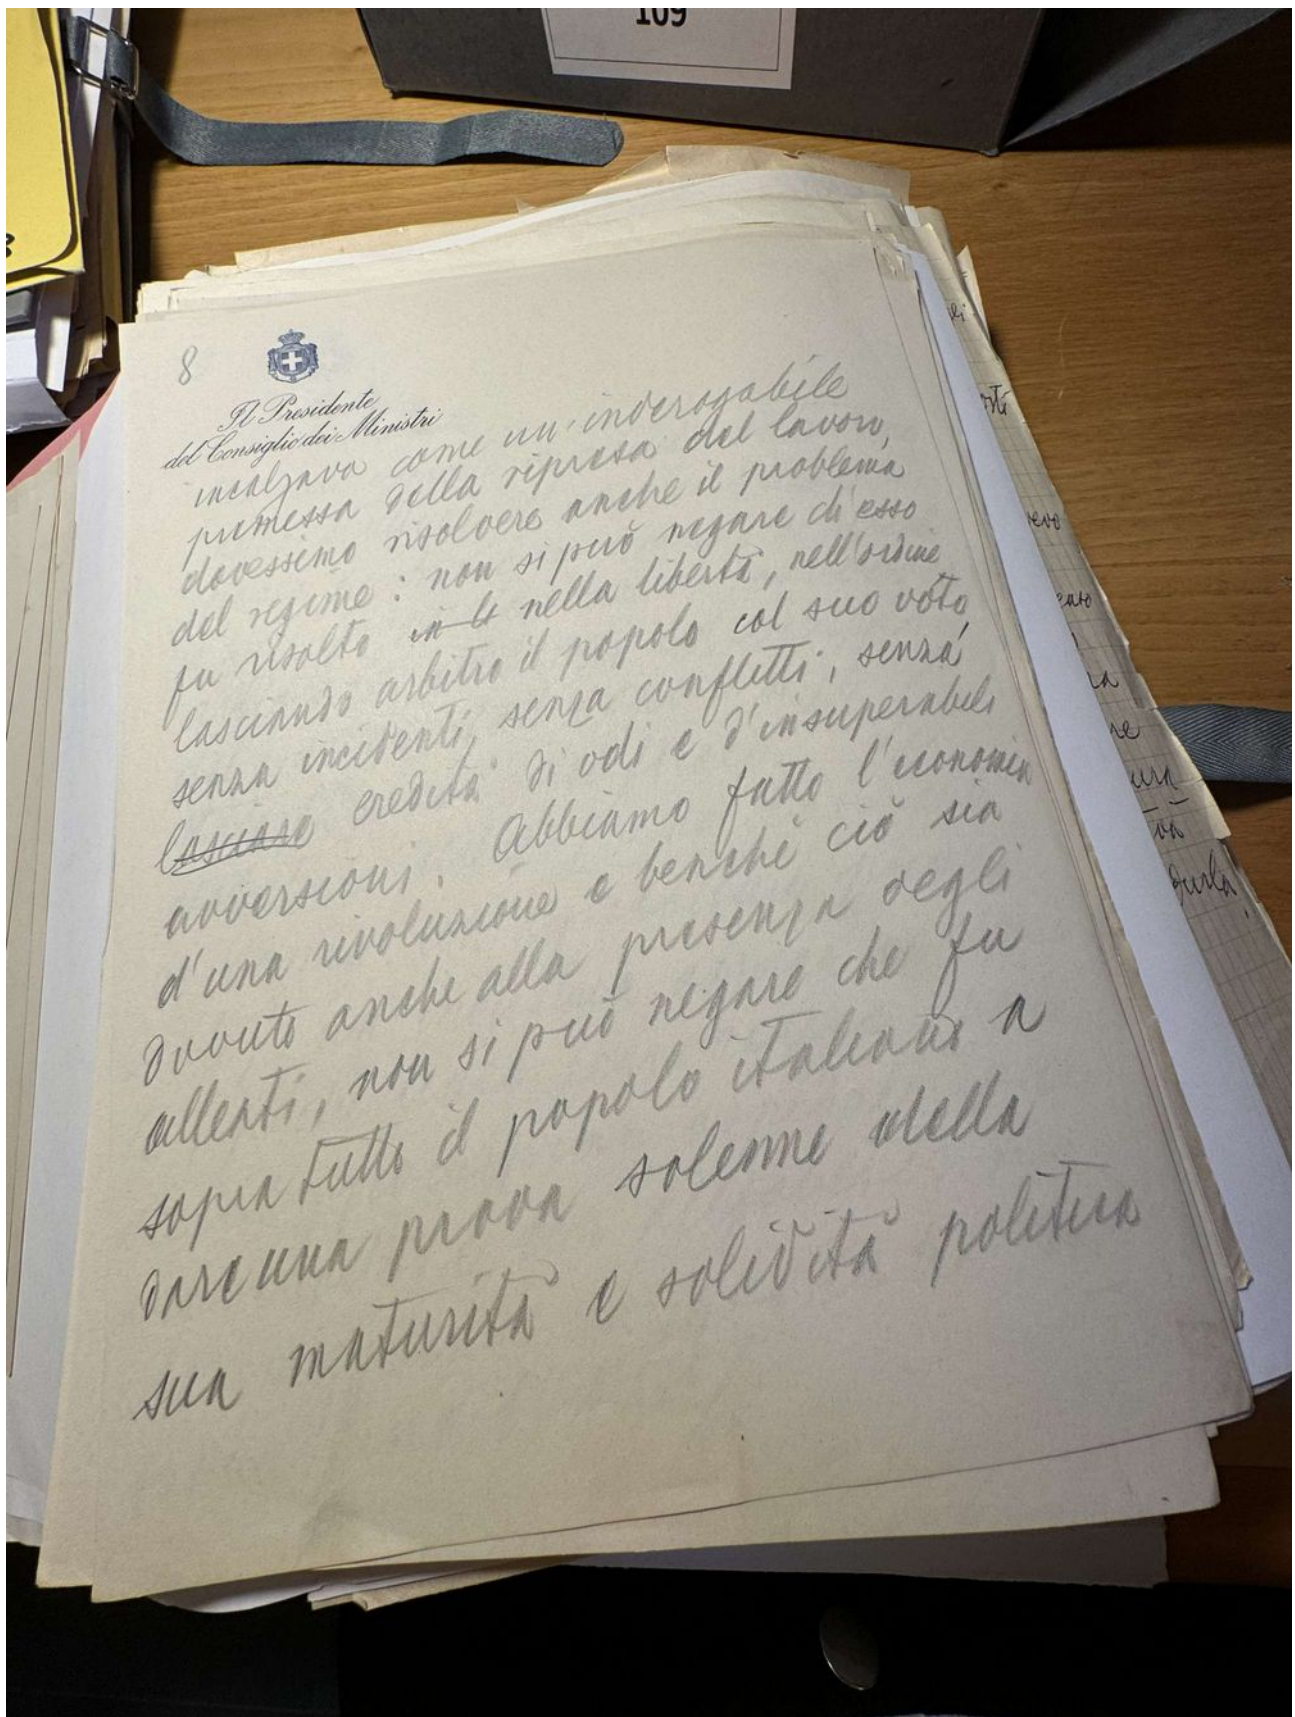 109
8
Il Presidente
del Consiglio dei Ministri
incalzava come un' inderogabile
premessa della ripresa del lavoro,
dovessimo risolvere anche il problema
del regime: non si può negare ch'esso
fu risolto in le nella libertà, nell'ordine
lasciando arbitro il popolo col suo voto,
senza incidenti, senza conflitti, senza
lasciare eredità di odi e d'insuperabili
avversioni. Abbiamo fatto l'economia
d'una rivoluzione e benché ciò sia
dovuto anche alla presenza degli
alleati, non si può negare che fu
sopra tutto il popolo italiano a
dare una prova solenne della
sua maturità e solidità politica